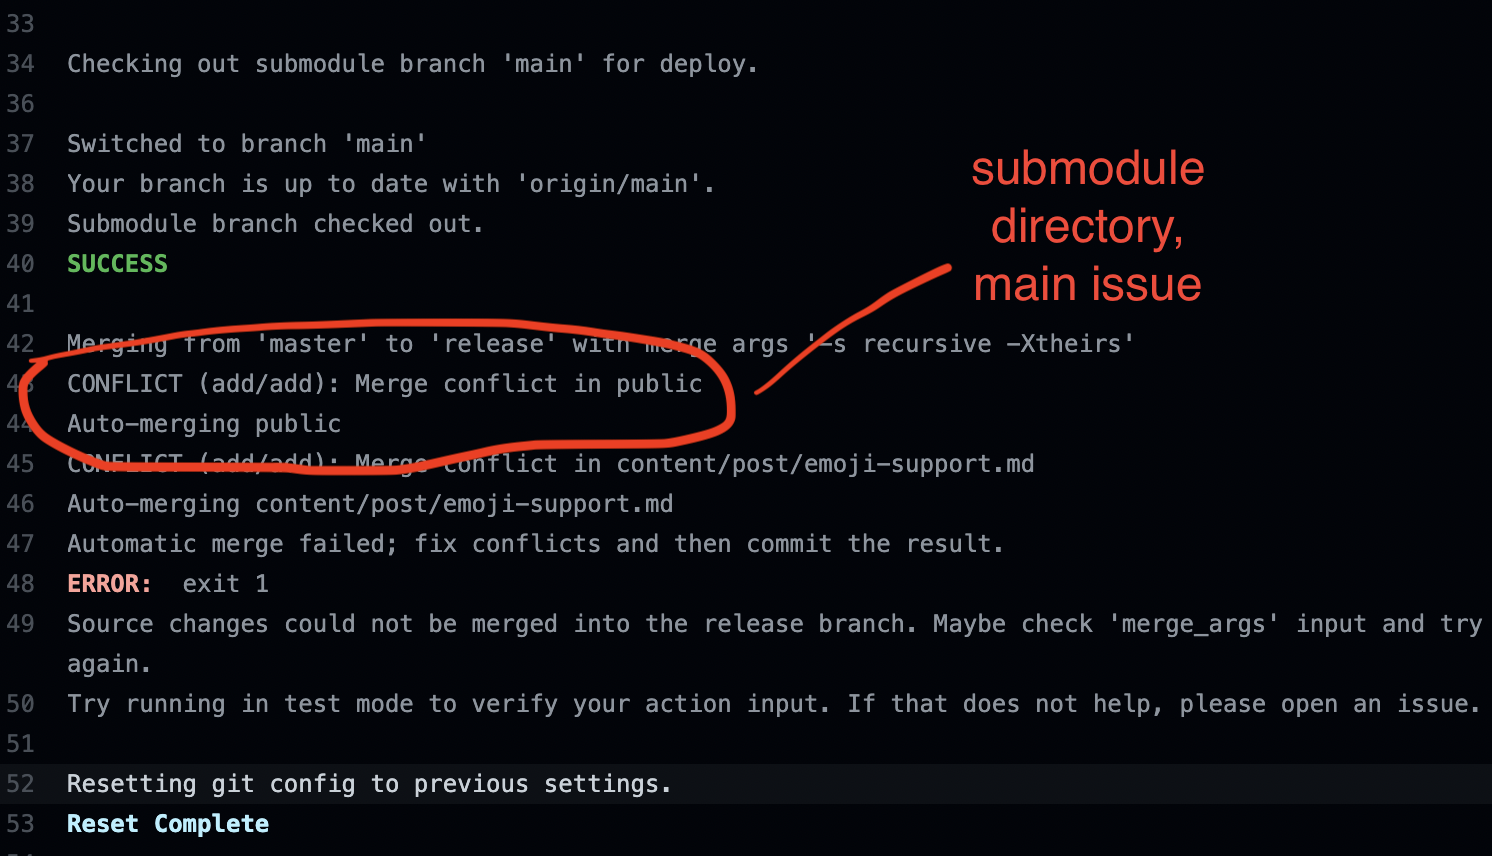 33
34 Checking out submodule branch 'main' for deploy.
36
37 Switched to branch 'main'
38 Your branch is up to date with 'origin/main'.
39 Submodule branch checked out.
40 SUCCESS
41
submodule
directory,
main issue
42 Merging from 'master' to 'release' with merge args '-s recursive -Xtheirs'
43 CONFLICT (add/add): Merge conflict in public
44 Auto-merging public
45 CONFLICT (add/add): Merge conflict in content/post/emoji-support.md
46 Auto-merging content/post/emoji-support.md
47 Automatic merge failed; fix conflicts and then commit the result.
48 ERROR: exit 1
49 Source changes could not be merged into the release branch. Maybe check 'merge_args' input and try
again.
50 Try running in test mode to verify your action input. If that does not help, please open an issue.
51
52 Resetting git config to previous settings.
53 Reset Complete